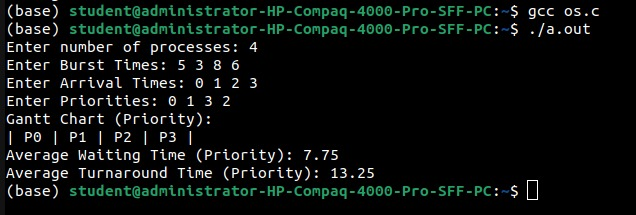 (base) student@administrator-HP-Compaq-4000-Pro-SFF-PC:~$ gcc os.c
(base) student@administrator-HP-Compaq-4000-Pro-SFF-PC:~$ ./a.out
Enter number of processes: 4
Enter Burst Times: 5 3 8 6
Enter Arrival Times: 0 1 2 3
Enter Priorities: 0 1 3 2
Gantt Chart (Priority):
| P0 | P1 | P2 | P3 |
Average Waiting Time (Priority): 7.75
Average Turnaround Time (Priority): 13.25
(base) student@administrator-HP-Compaq-4000-Pro-SFF-PC:~$